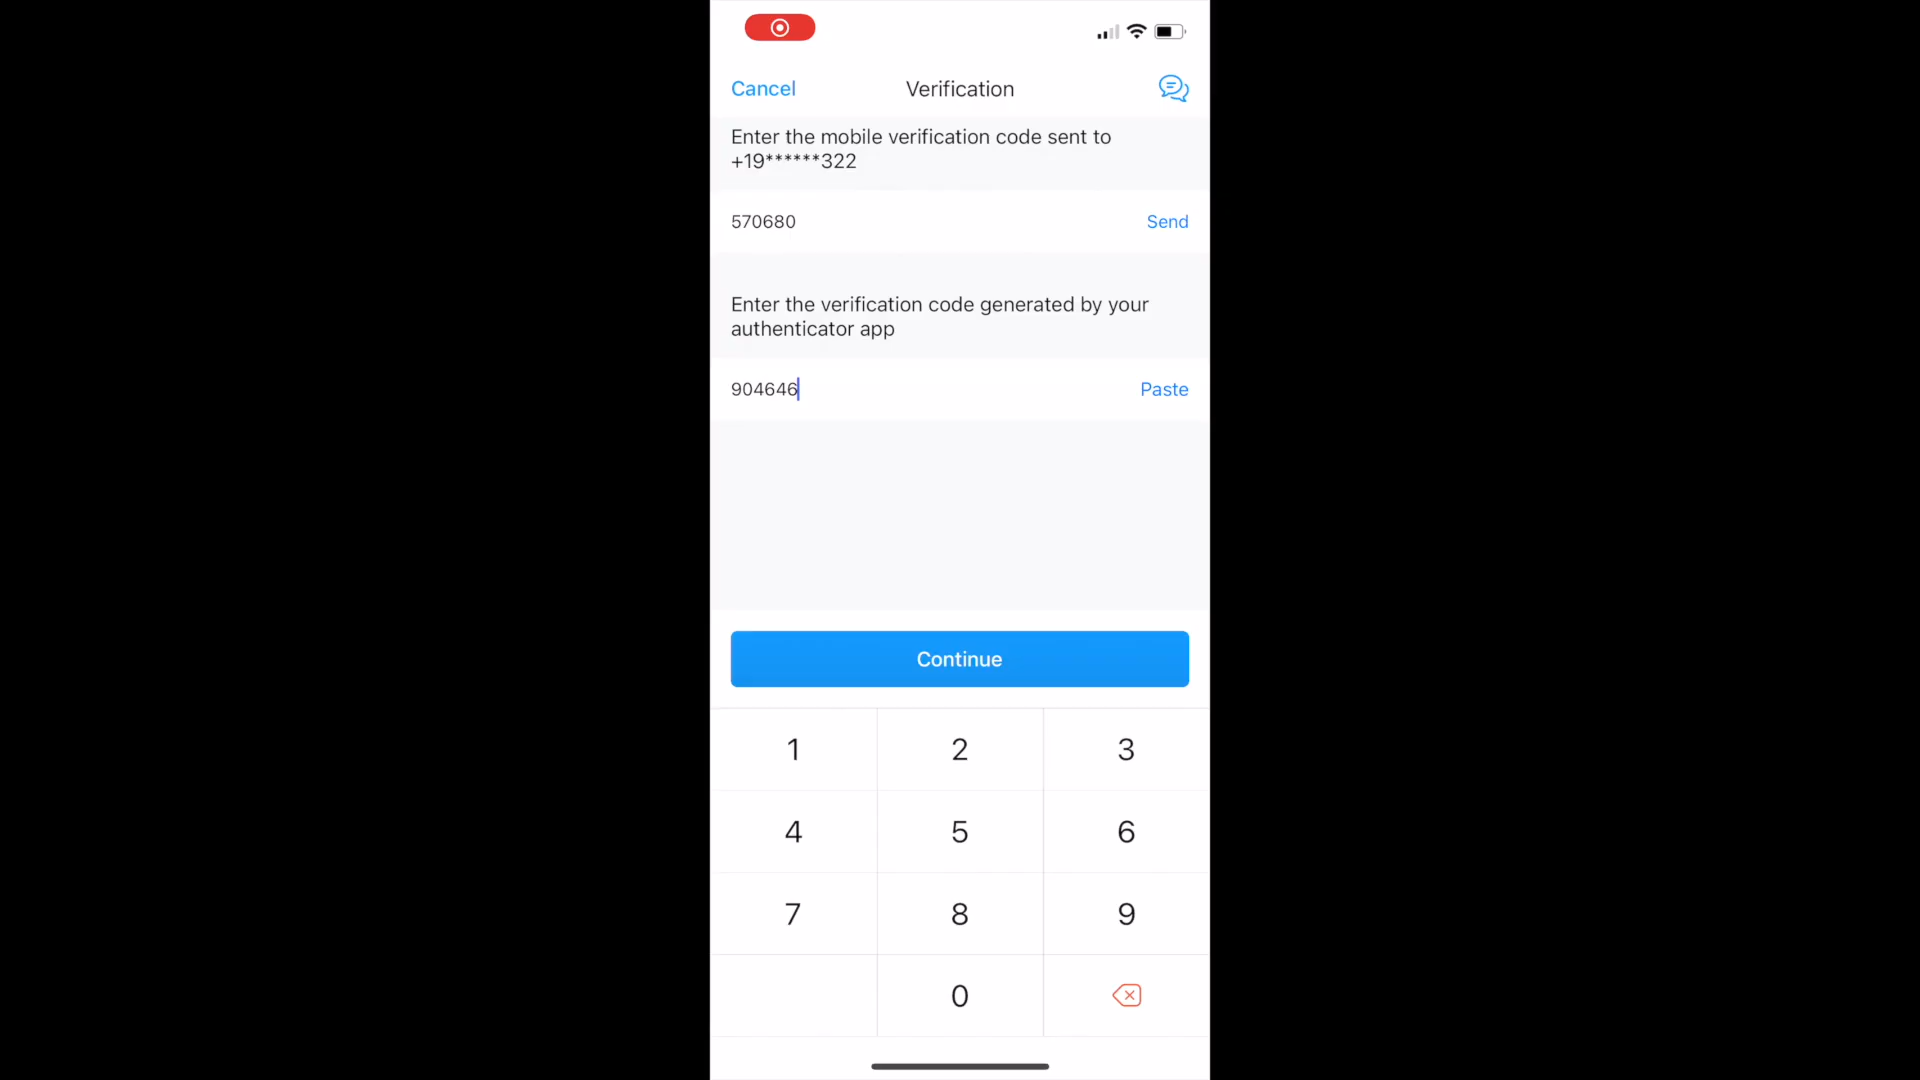 Cancel
Verification
Enter the mobile verification code sent to
+19******322
570680
Send
Enter the verification code generated by your
authenticator app
904646
Paste
Continue
1 2 3
4 5 6
7 8 9
0